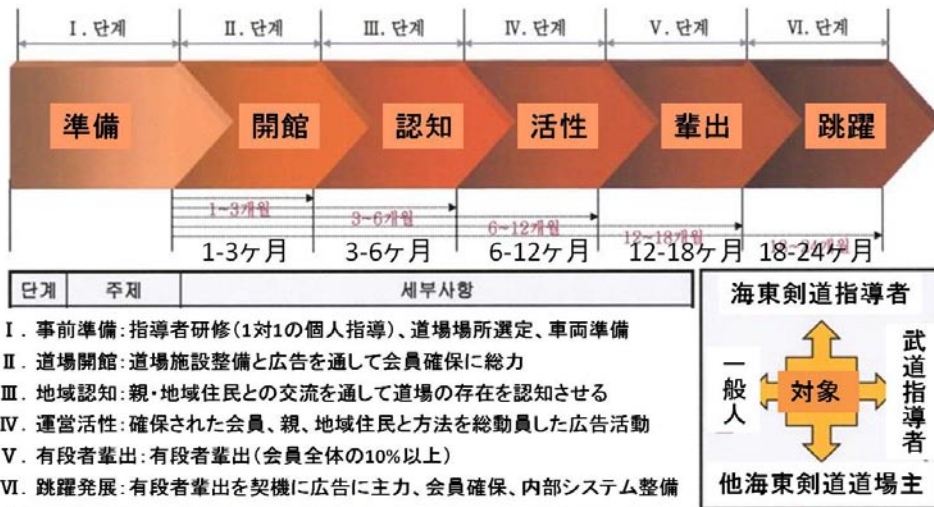 I. 단계 II. 단계 III. 단계 IV. 단계 V. 단계 VI. 단계
準備 開館 認知 活性 輩出 跳躍
1~3개월
3~6개월
6~12개월
12~18개월
1-3ヶ月 3-6ヶ月 6-12ヶ月 12-18ヶ月 18-24ヶ月
단계 주제 세부사항
Ⅰ. 事前準備:指導者研修(1対1の個人指導)、道場場所選定、車両準備
Ⅱ. 道場開館:道場施設整備と広告を通して会員確保に総力
Ⅲ. 地域認知:親・地域住民との交流を通して道場の存在を認知させる
Ⅳ. 運営活性:確保された会員、親、地域住民と方法を総動員した広告活動
Ⅴ. 有段者輩出:有段者輩出(会員全体の10%以上)
Ⅵ. 跳躍発展:有段者輩出を契機に広告に主力、会員確保、内部システム整備
海東剣道指導者
一般人
対象
武道指導者
他海東剣道道場主